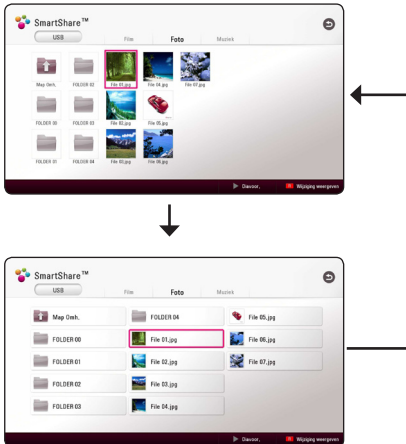 SmartShare™
USB Film Foto Muziek
Map Omh. FOLDER 02 File 01.jpg File 04.jpg File 07.jpg
FOLDER 00 FOLDER 03 File 02.jpg File 05.jpg
FOLDER 01 FOLDER 04 File 03.jpg File 06.jpg
Diavoor. Wijziging weergeven
SmartShare™
USB Film Foto Muziek
Map Omh. FOLDER 04 File 05.jpg
FOLDER 00 File 01.jpg File 06.jpg
FOLDER 01 File 02.jpg File 07.jpg
FOLDER 02 File 03.jpg
FOLDER 03 File 04.jpg
Diavoor. Wijziging weergeven